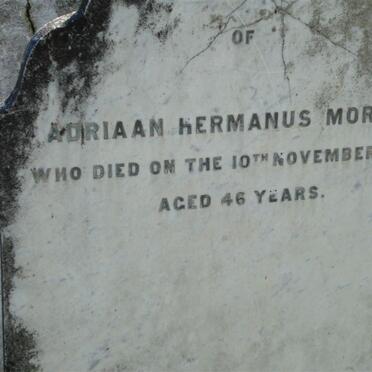 OF
ADRIAAN HERMANUS MOR
WHO DIED ON THE 10TH NOVEMBER
AGED 46 YEARS.